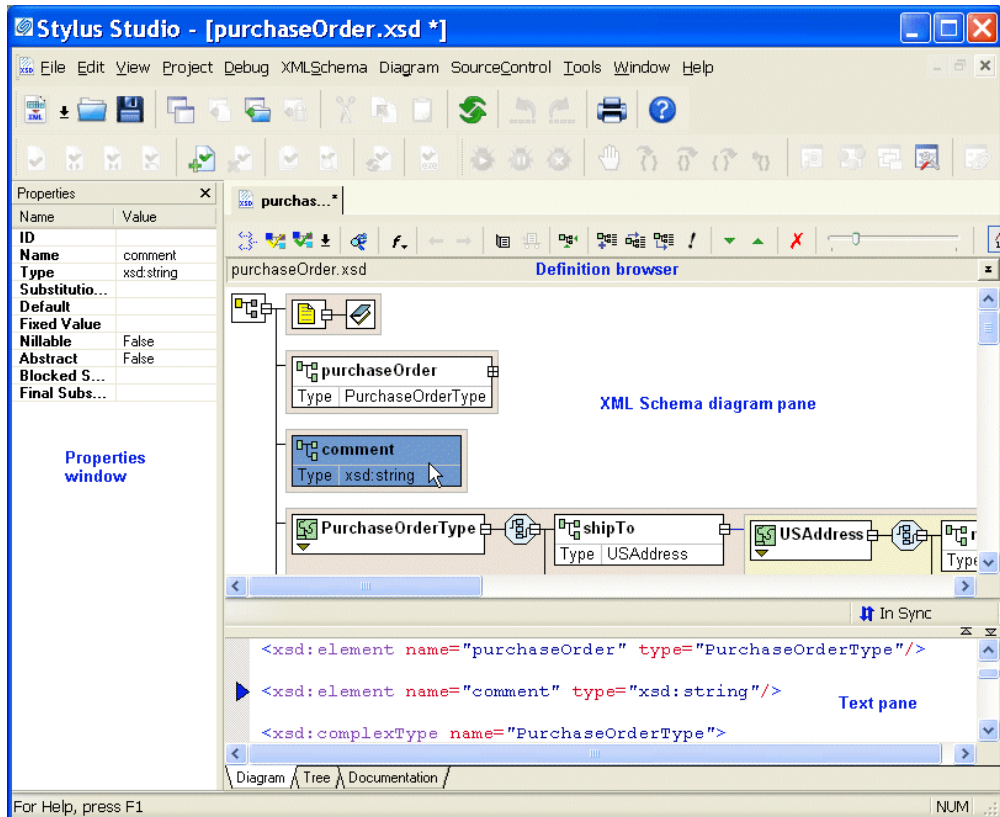 Stylus Studio - [purchaseOrder.xsd *]
File Edit View Project Debug XMLSchema Diagram SourceControl Tools Window Help
Properties
Name Value
ID
Name comment
Type xsd:string
Substitutio...
Default
Fixed Value
Nillable False
Abstract False
Blocked S...
Final Subs...
Properties
window
purchas...*
purchaseOrder.xsd Definition browser
purchaseOrder
Type PurchaseOrderType
XML Schema diagram pane
comment
Type xsd:string
PurchaseOrderType
shipTo
Type USAddress
USAddress
Type
In Sync
<xsd:element name="purchaseOrder" type="PurchaseOrderType"/>
<xsd:element name="comment" type="xsd:string"/>
Text pane
<xsd:complexType name="PurchaseOrderType">
Diagram Tree Documentation
For Help, press F1 NUM